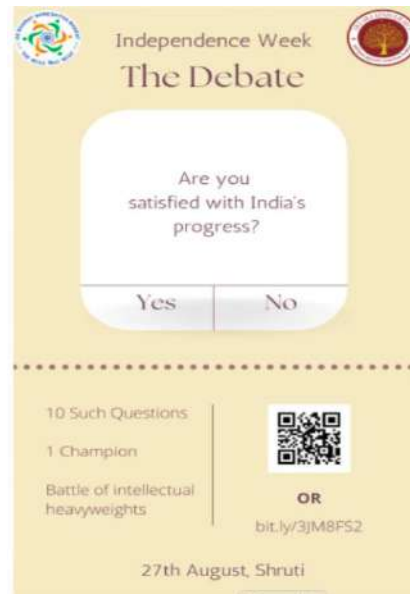 Independence Week
The Debate
Are you
satisfied with India's
progress?
Yes No
10 Such Questions
1 Champion
Battle of intellectual
heavyweights
OR
bit.ly/3JM8FS2
27th August, Shruti